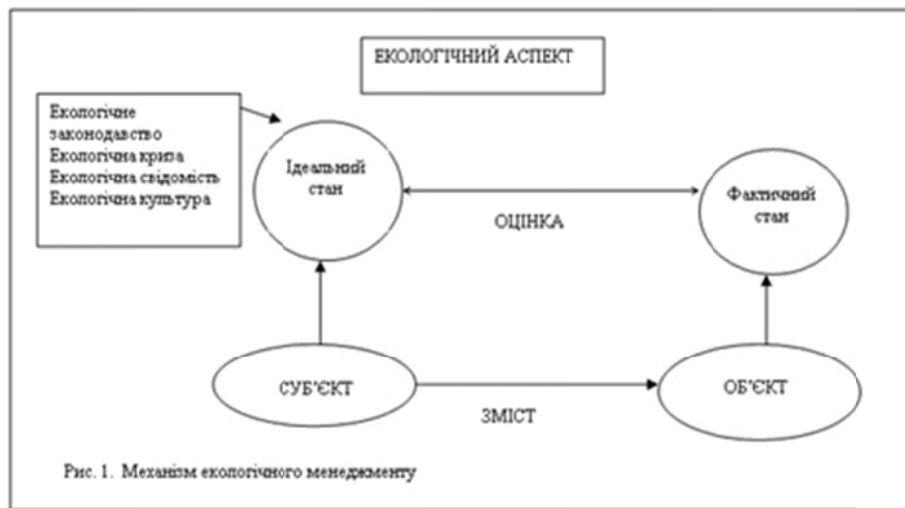 ЕКОЛОГІЧНИЙ АСПЕКТ
Екологічне
законодавство
Екологічна криза
Екологічна свідомість
Екологічна культура
Ідеальний
стан
Фактичний
стан
ОЦІНКА
СУБ'ЄКТ
ОБ'ЄКТ
ЗМІСТ
Рис. 1. Механізм екологічного менеджменту